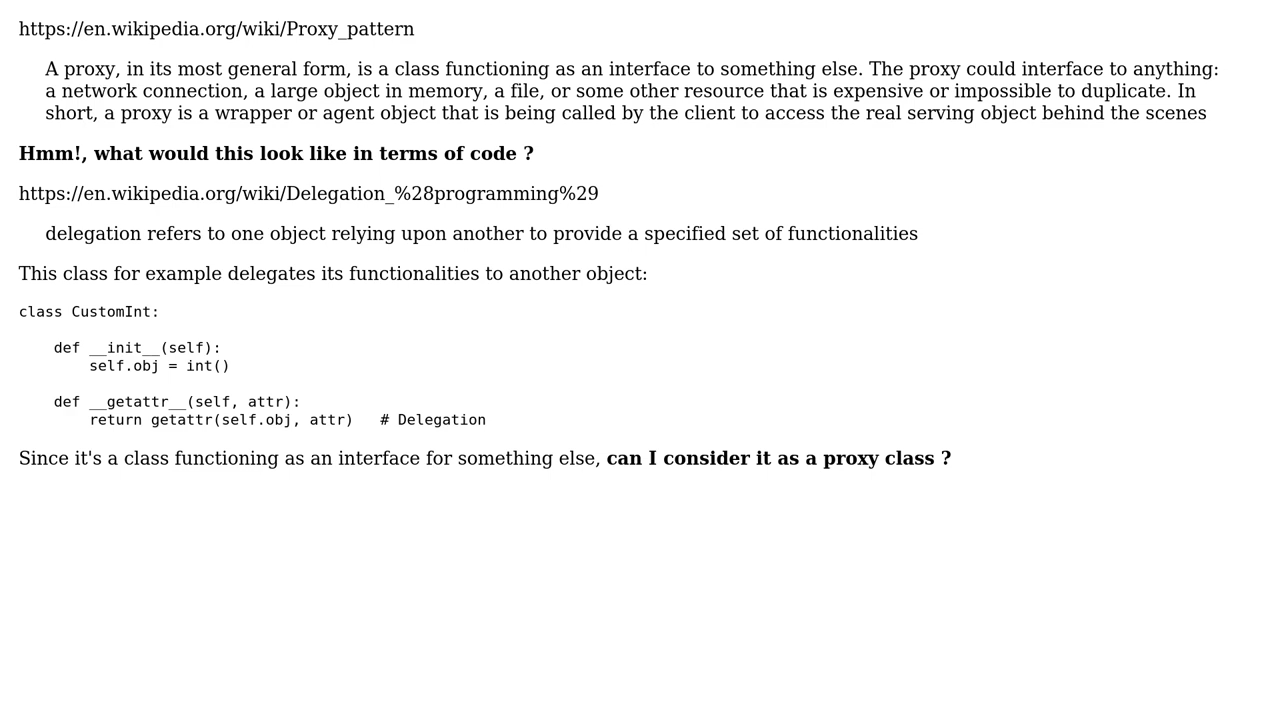 https://en.wikipedia.org/wiki/Proxy_pattern
A proxy, in its most general form, is a class functioning as an interface to something else. The proxy could interface to anything:
a network connection, a large object in memory, a file, or some other resource that is expensive or impossible to duplicate. In
short, a proxy is a wrapper or agent object that is being called by the client to access the real serving object behind the scenes
Hmm!, what would this look like in terms of code ?
https://en.wikipedia.org/wiki/Delegation_%28programming%29
delegation refers to one object relying upon another to provide a specified set of functionalities
This class for example delegates its functionalities to another object:
class CustomInt:
    def __init__(self):
        self.obj = int()
    def __getattr__(self, attr):
        return getattr(self.obj, attr)   # Delegation
Since it's a class functioning as an interface for something else, can I consider it as a proxy class ?